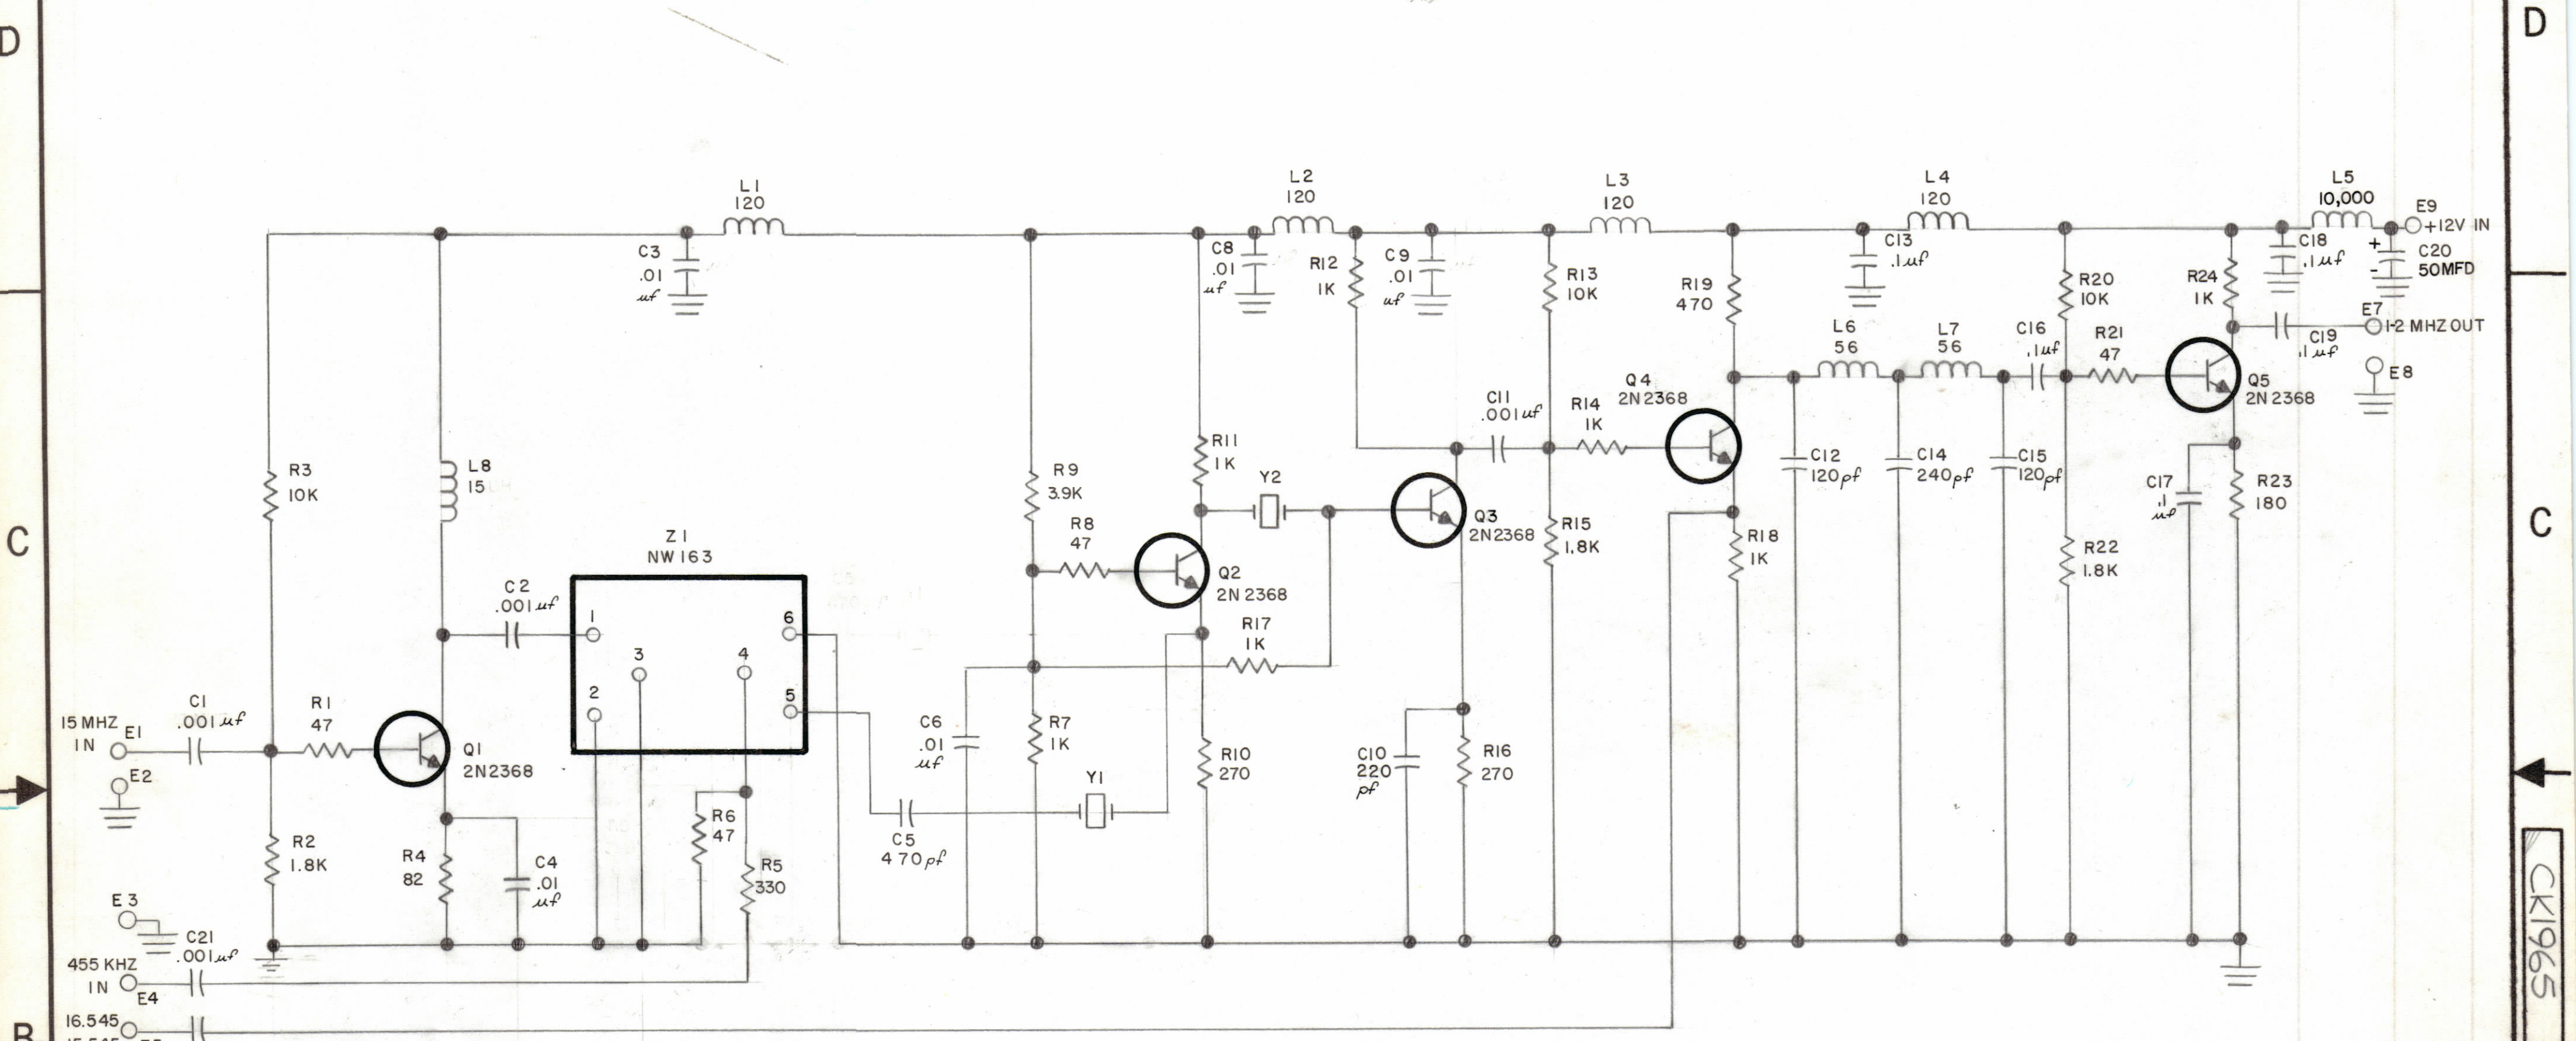 D
D
L1
120
L2
120
L3
120
L4
120
L5
10,000
E9
+12V IN
C3
.01
uf
C8
.01
uf
R12
1K
C9
.01
uf
R13
10K
R19
470
C13
.1uf
R20
10K
R24
1K
C18
.1uf
+
-
C20
50MFD
E7
1-2 MHZ OUT
C19
.1uf
E8
L6
56
L7
56
C16
.1uf
R21
47
Q5
2N2368
Q4
2N2368
C11
.001uf
R14
1K
R3
10K
L8
15
R9
3.9K
R11
1K
Y2
Q3
2N2368
R15
1.8K
R18
1K
C12
120pf
C14
240pf
C15
120pf
R22
1.8K
C17
.1
uf
R23
180
C
C
Z1
NW163
R8
47
Q2
2N2368
C2
.001uf
1
6
3
4
2
5
R17
1K
15 MHZ
IN
E1
C1
.001uf
R1
47
Q1
2N2368
E2
C6
.01
uf
R7
1K
R10
270
C10
220
pf
R16
270
Y1
C5
470pf
R6
47
R5
330
R2
1.8K
R4
82
C4
.01
uf
E3
C21
.001uf
455 KHZ
IN
E4
16.545
B
CK1965